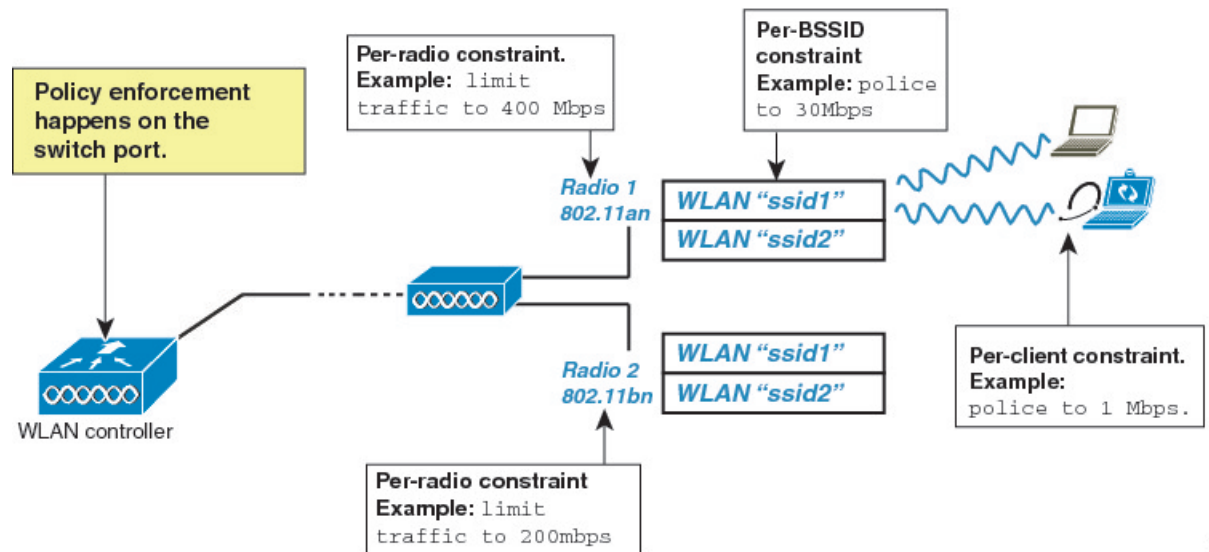 Policy enforcement
happens on the
switch port.
Per-radio constraint.
Example: limit
traffic to 400 Mbps
Per-BSSID
constraint
Example: police
to 30Mbps
Radio 1
802.11an
WLAN “ssid1”
WLAN “ssid2”
WLAN controller
Radio 2
802.11bn
WLAN “ssid1”
WLAN “ssid2”
Per-client constraint.
Example:
police to 1 Mbps.
Per-radio constraint
Example: limit
traffic to 200mbps